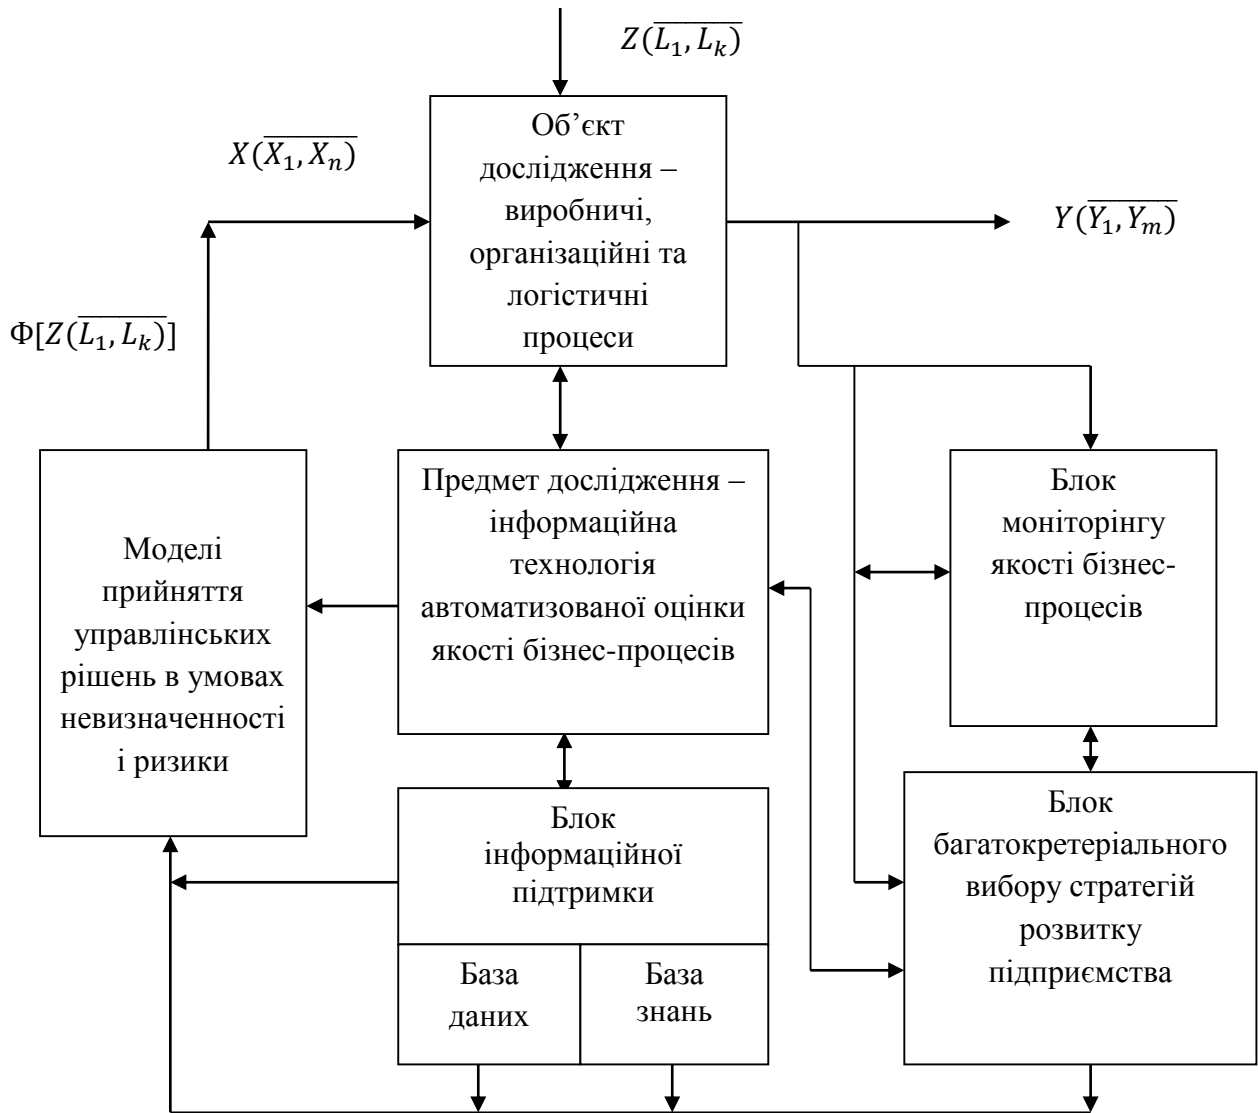 Z(L₁, Lₖ)
Об’єкт
дослідження –
виробничі,
організаційні та
логістичні
процеси
X(X₁, Xₙ)
Y(Y₁, Yₘ)
Φ[Z(L₁, Lₖ)]
Моделі
прийняття
управлінських
рішень в умовах
невизначенності
і ризики
Предмет дослідження –
інформаційна
технологія
автоматизованої оцінки
якості бізнес-процесів
Блок
моніторінгу
якості бізнес-
процесів
Блок
інформаційної
підтримки
База
даних
База
знань
Блок
багатокретеріального
вибору стратегій
розвитку
підприємства